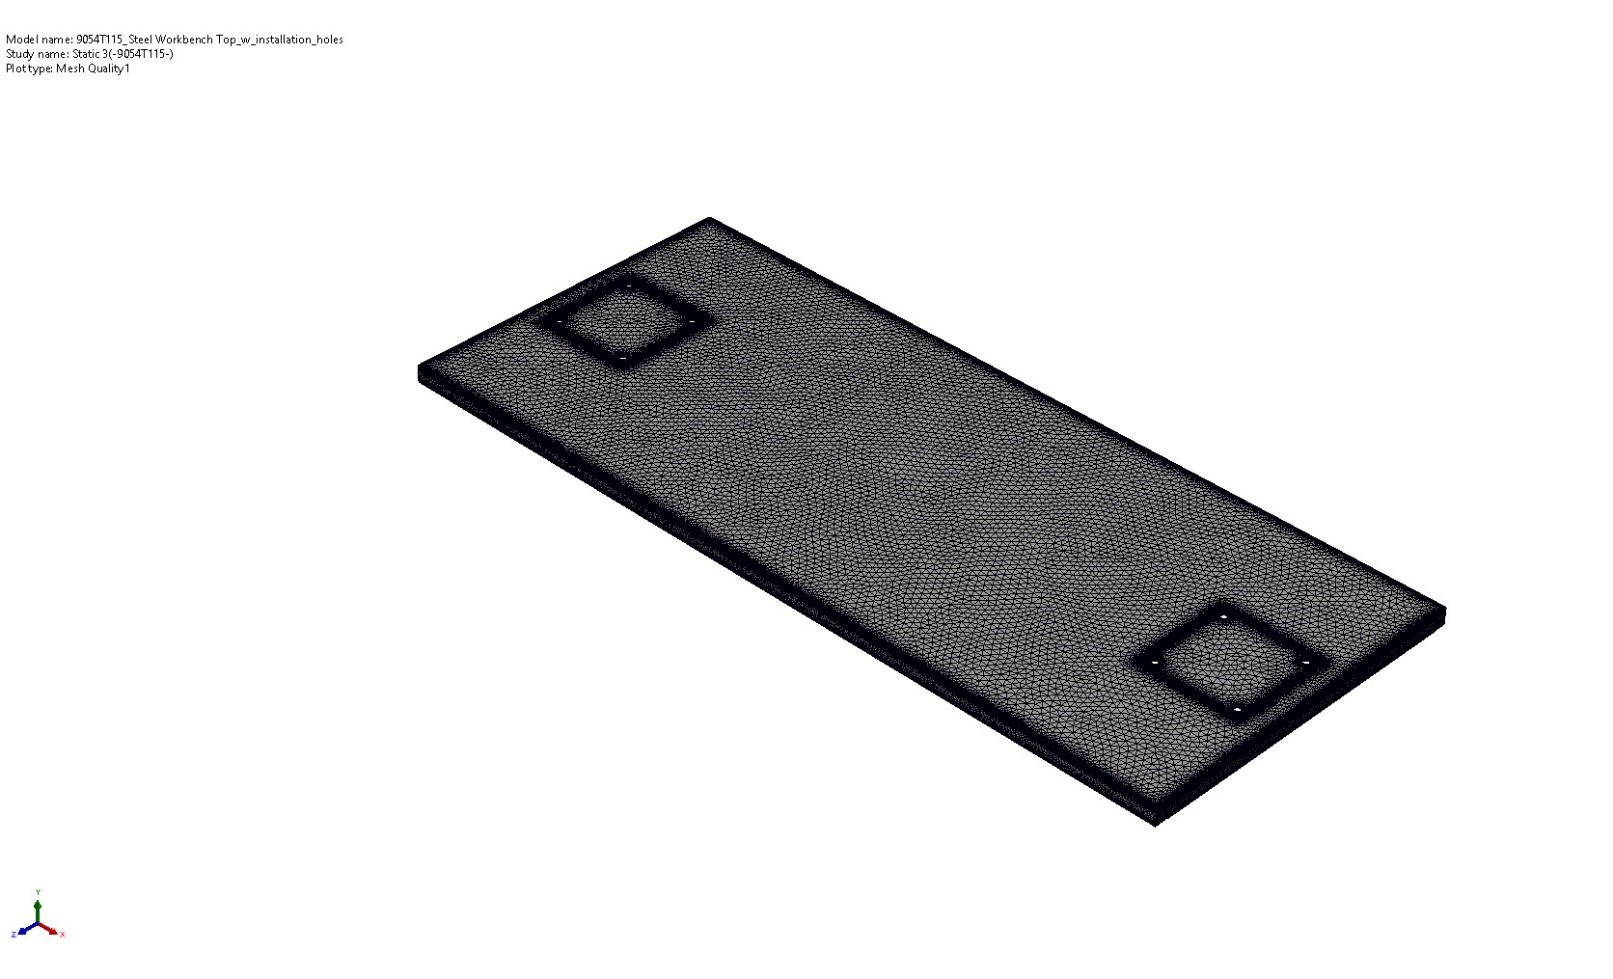 Model name: 9054T115_Steel Workbench Top_w_installation_holes
Study name: Static 3(-9054T115-)
Plot type: Mesh Quality1
Y
Z
X